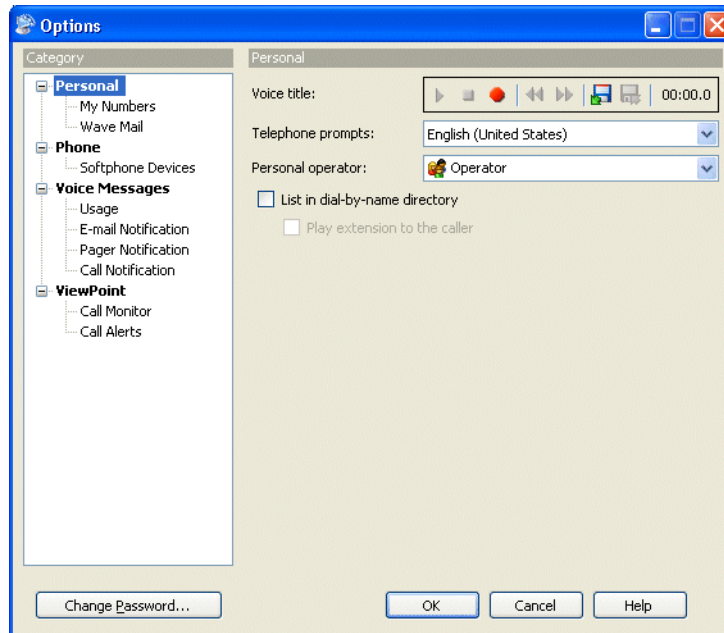 Options
Category
Personal
My Numbers
Wave Mail
Phone
Softphone Devices
Voice Messages
Usage
E-mail Notification
Pager Notification
Call Notification
ViewPoint
Call Monitor
Call Alerts
Personal
Voice title:
00:00.0
Telephone prompts:
English (United States)
Personal operator:
Operator
List in dial-by-name directory
Play extension to the caller
Change Password...
OK
Cancel
Help